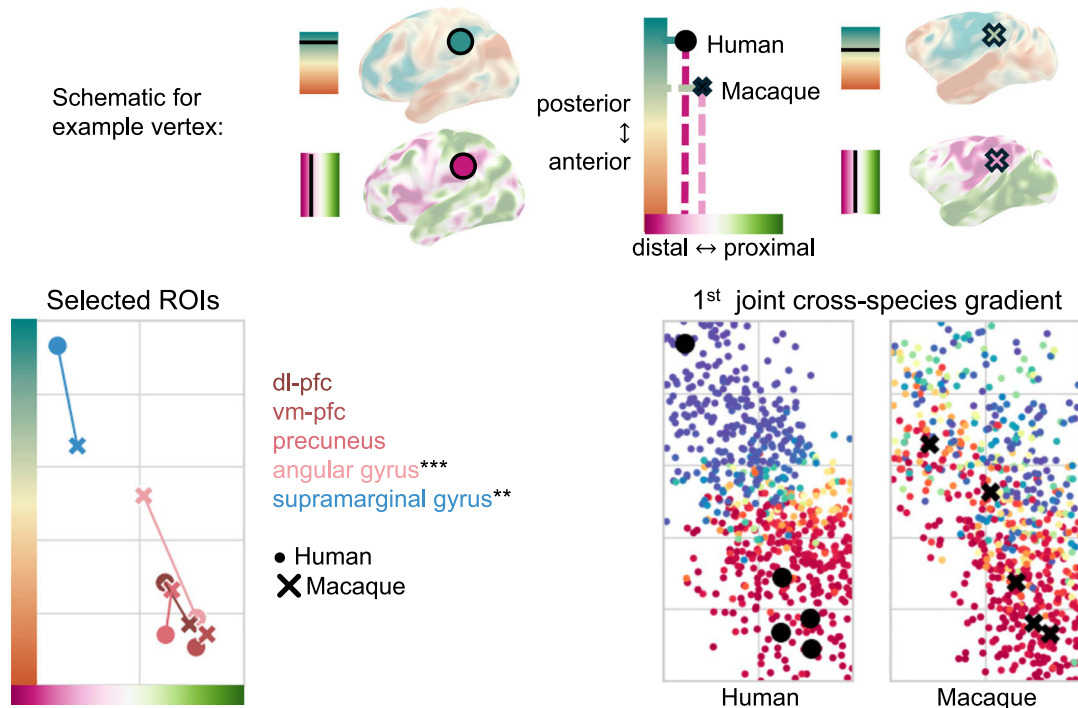 Schematic for
example vertex:
Human
Macaque
posterior
↕
anterior
distal ↔ proximal
Selected ROIs
dl-pfc
vm-pfc
precuneus
angular gyrus***
supramarginal gyrus**
Human
Macaque
1st joint cross-species gradient
Human
Macaque